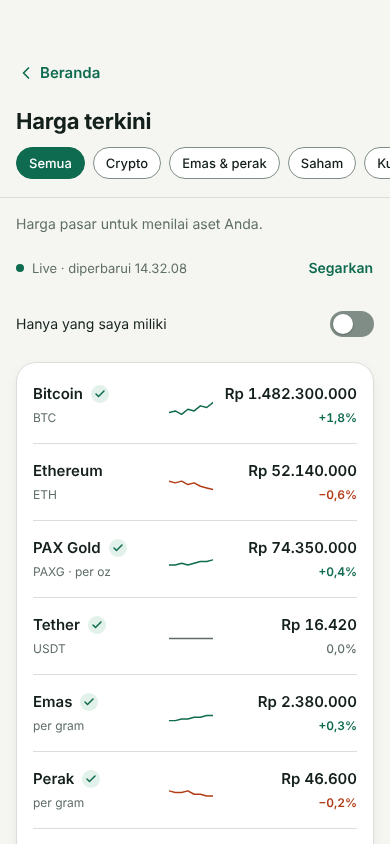 Beranda
Harga terkini
Semua Crypto Emas & perak Saham
Harga pasar untuk menilai aset Anda.
Live · diperbarui 14.32.08 Segarkan
Hanya yang saya miliki
Bitcoin Rp 1.482.300.000
BTC +1,8%
Ethereum Rp 52.140.000
ETH −0,6%
PAX Gold Rp 74.350.000
PAXG · per oz +0,4%
Tether Rp 16.420
USDT 0,0%
Emas Rp 2.380.000
per gram +0,3%
Perak Rp 46.600
per gram −0,2%